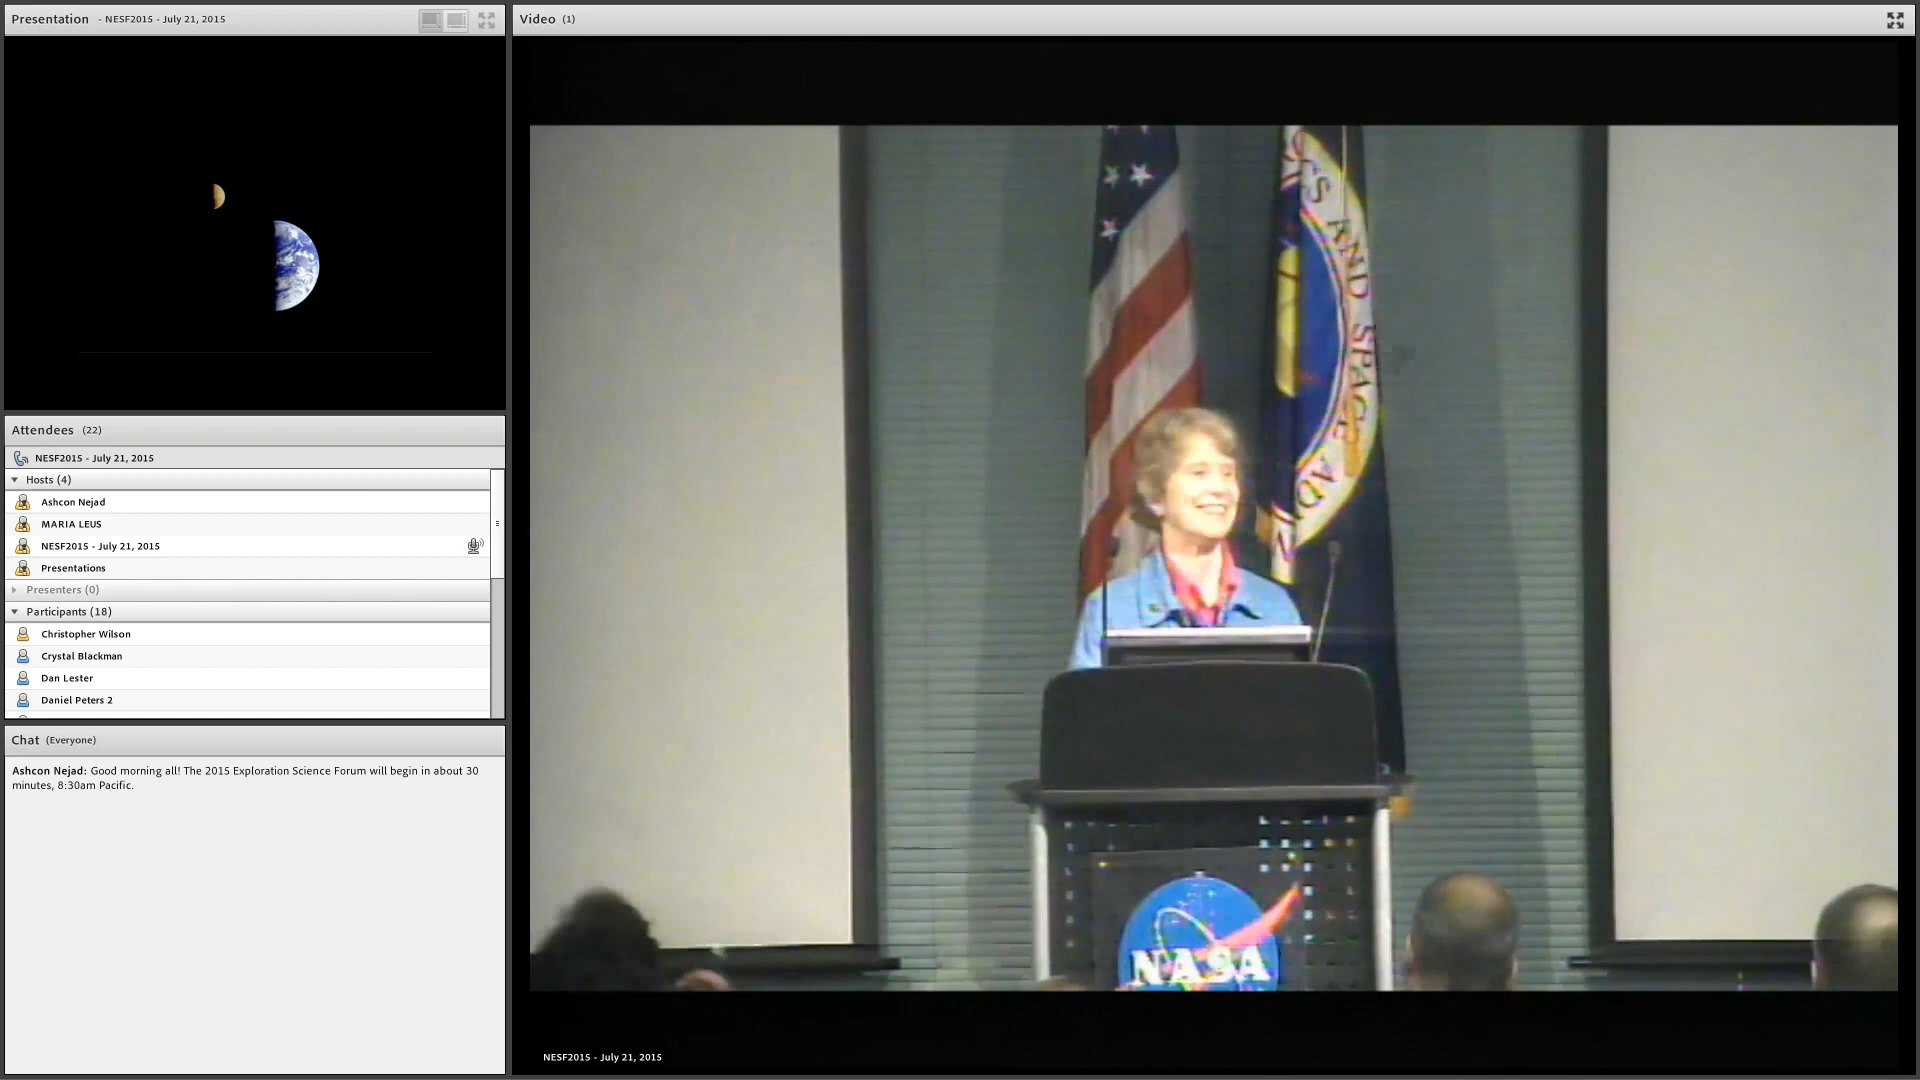 Presentation - NESF2015 - July 21, 2015
Attendees (22)
NESF2015 - July 21, 2015
Hosts (4)
Ashcon Nejad
MARIA LEUS
NESF2015 - July 21, 2015
Presentations
Presenters (0)
Participants (18)
Christopher Wilson
Crystal Blackman
Dan Lester
Daniel Peters 2
Chat (Everyone)
Ashcon Nejad: Good morning all! The 2015 Exploration Science Forum will begin in about 30
minutes, 8:30am Pacific.
Video (1)
S AND SPACE ADM
NASA
NESF2015 - July 21, 2015